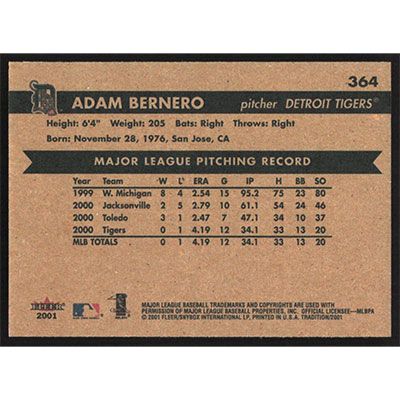 364
D ADAM BERNERO pitcher DETROIT TIGERS®
Height: 6'4" Weight: 205 Bats: Right Throws: Right
Born: November 28, 1976, San Jose, CA
MAJOR LEAGUE PITCHING RECORD
Year Team W L ERA G IP H BB SO
1999 W. Michigan 8 4 2.54 15 95.2 75 23 80
2000 Jacksonville 2 5 2.79 10 61.1 54 24 46
2000 Toledo 3 1 2.47 7 47.1 34 10 37
2000 Tigers 0 1 4.19 12 34.1 33 13 20
MLB TOTALS 0 1 4.19 12 34.1 33 13 20
FLEER
2001
MAJOR LEAGUE BASEBALL TRADEMARKS AND COPYRIGHTS ARE USED WITH
PERMISSION OF MAJOR LEAGUE BASEBALL PROPERTIES, INC. OFFICIAL LICENSEE—MLBPA
© 2001 FLEER/SKYBOX INTERNATIONAL LP, PRINTED IN U.S.A. TRADITION/2001